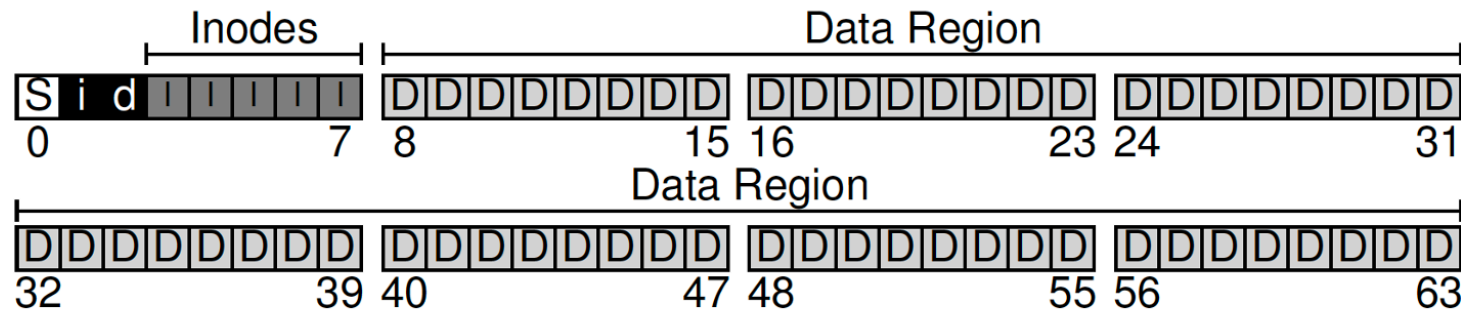 Inodes Data Region
S i d I I I I I D D D D D D D D D D D D D D D D D D D D D D D D
0 7 8 15 16 23 24 31
Data Region
D D D D D D D D D D D D D D D D D D D D D D D D D D D D D D D D
32 39 40 47 48 55 56 63